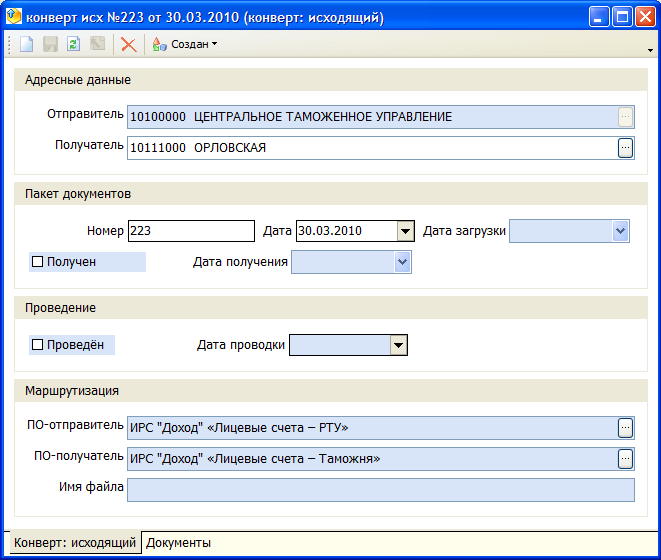 конверт исх №223 от 30.03.2010 (конверт: исходящий)
Создан
Адресные данные
Отправитель 10100000 ЦЕНТРАЛЬНОЕ ТАМОЖЕННОЕ УПРАВЛЕНИЕ ...
Получатель 10111000 ОРЛОВСКАЯ ...
Пакет документов
Номер 223 Дата 30.03.2010 Дата загрузки
Получен Дата получения
Проведение
Проведён Дата проводки
Маршрутизация
ПО-отправитель ИРС "Доход" «Лицевые счета – РТУ» ...
ПО-получатель ИРС "Доход" «Лицевые счета – Таможня» ...
Имя файла
Конверт: исходящий Документы